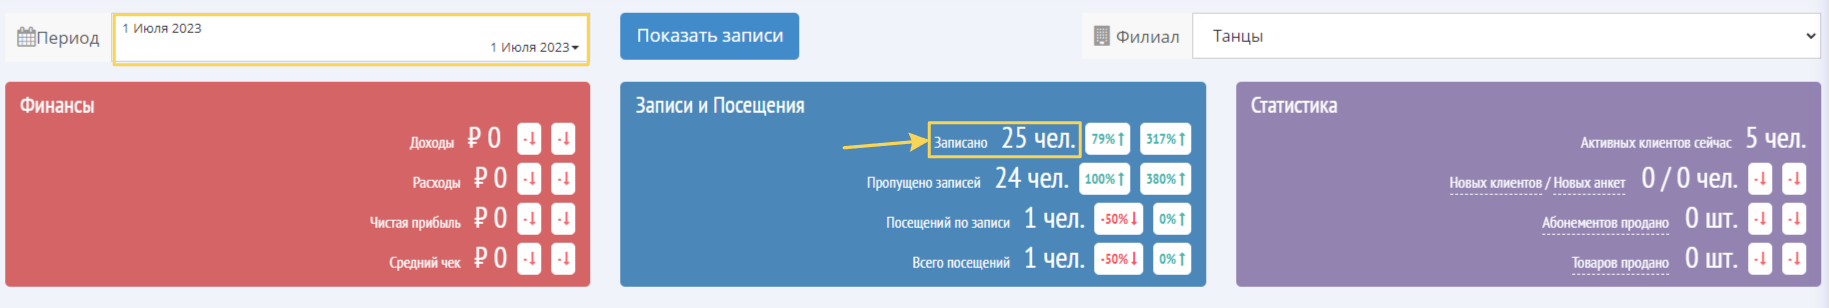 Период
1 Июля 2023
1 Июля 2023
Показать записи
Филиал
Танцы
Финансы
Доходы ₽ 0 - -
Расходы ₽ 0 - -
Чистая прибыль ₽ 0 - -
Средний чек ₽ 0 - -
Записи и Посещения
Записано 25 чел. 79% 317%
Пропущено записей 24 чел. 100% 380%
Посещений по записи 1 чел. -50% 0%
Всего посещений 1 чел. -50% 0%
Статистика
Активных клиентов сейчас 5 чел.
Новых клиентов / Новых анкет 0 / 0 чел. - -
Абонементов продано 0 шт. - -
Товаров продано 0 шт. - -